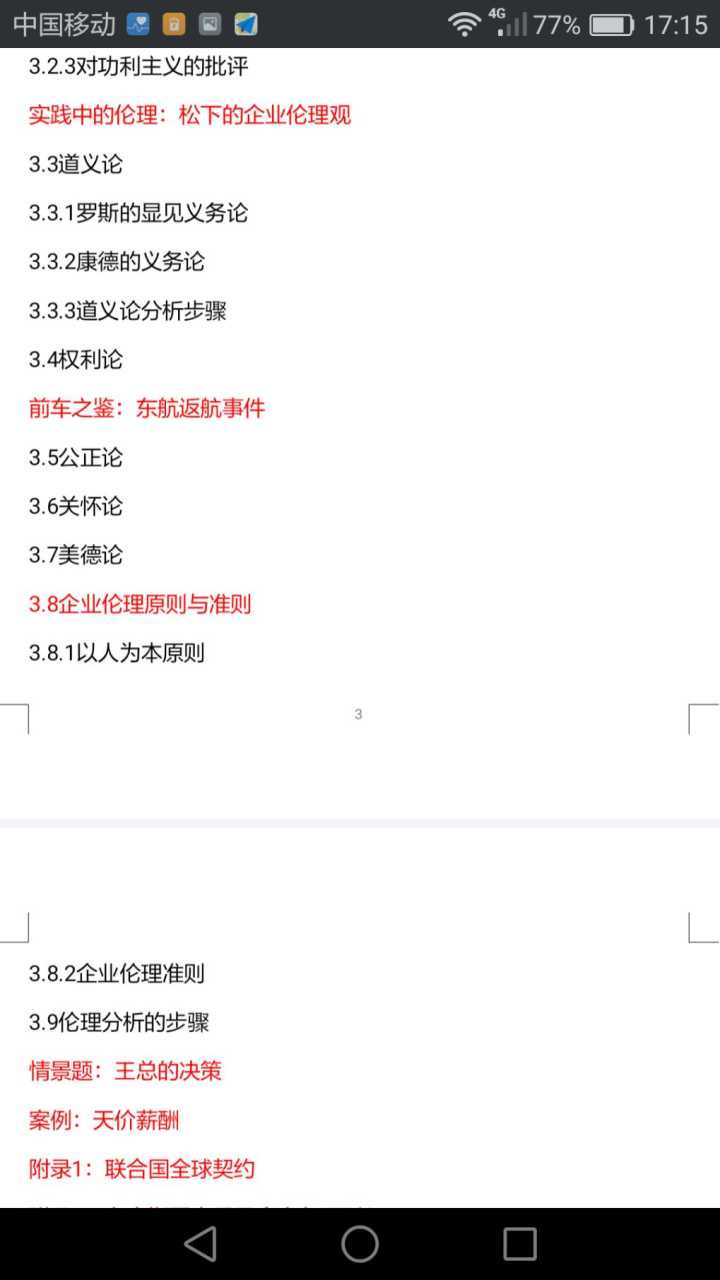 中国移动 4G 77% 17:15
3.2.3对功利主义的批评
实践中的伦理：松下的企业伦理观
3.3道义论
3.3.1罗斯的显见义务论
3.3.2康德的义务论
3.3.3道义论分析步骤
3.4权利论
前车之鉴：东航返航事件
3.5公正论
3.6关怀论
3.7美德论
3.8企业伦理原则与准则
3.8.1以人为本原则
3
3.8.2企业伦理准则
3.9伦理分析的步骤
情景题：王总的决策
案例：天价薪酬
附录1：联合国全球契约